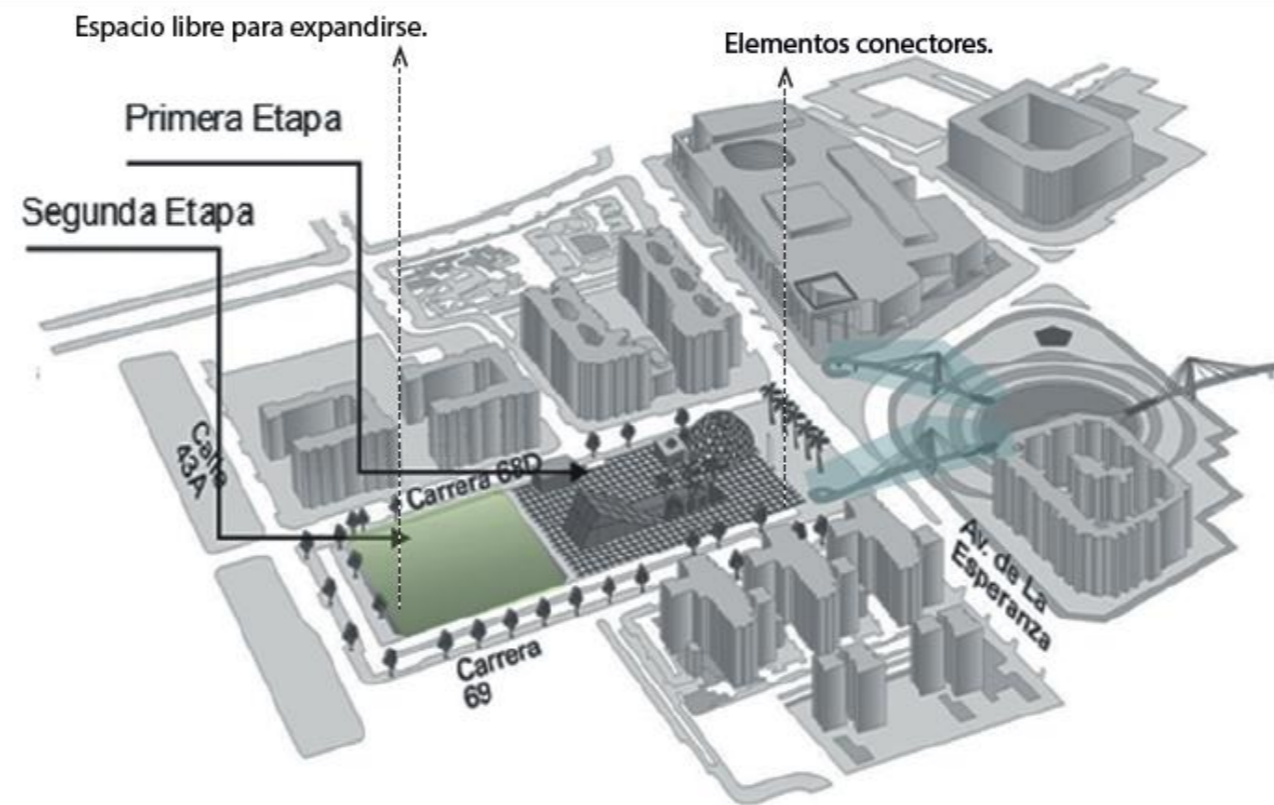 Espacio libre para expandirse.
Elementos conectores.
Primera Etapa
Segunda Etapa
Calle
43A
Carrera 68D
Carrera
69
Av. de La
Esperanza